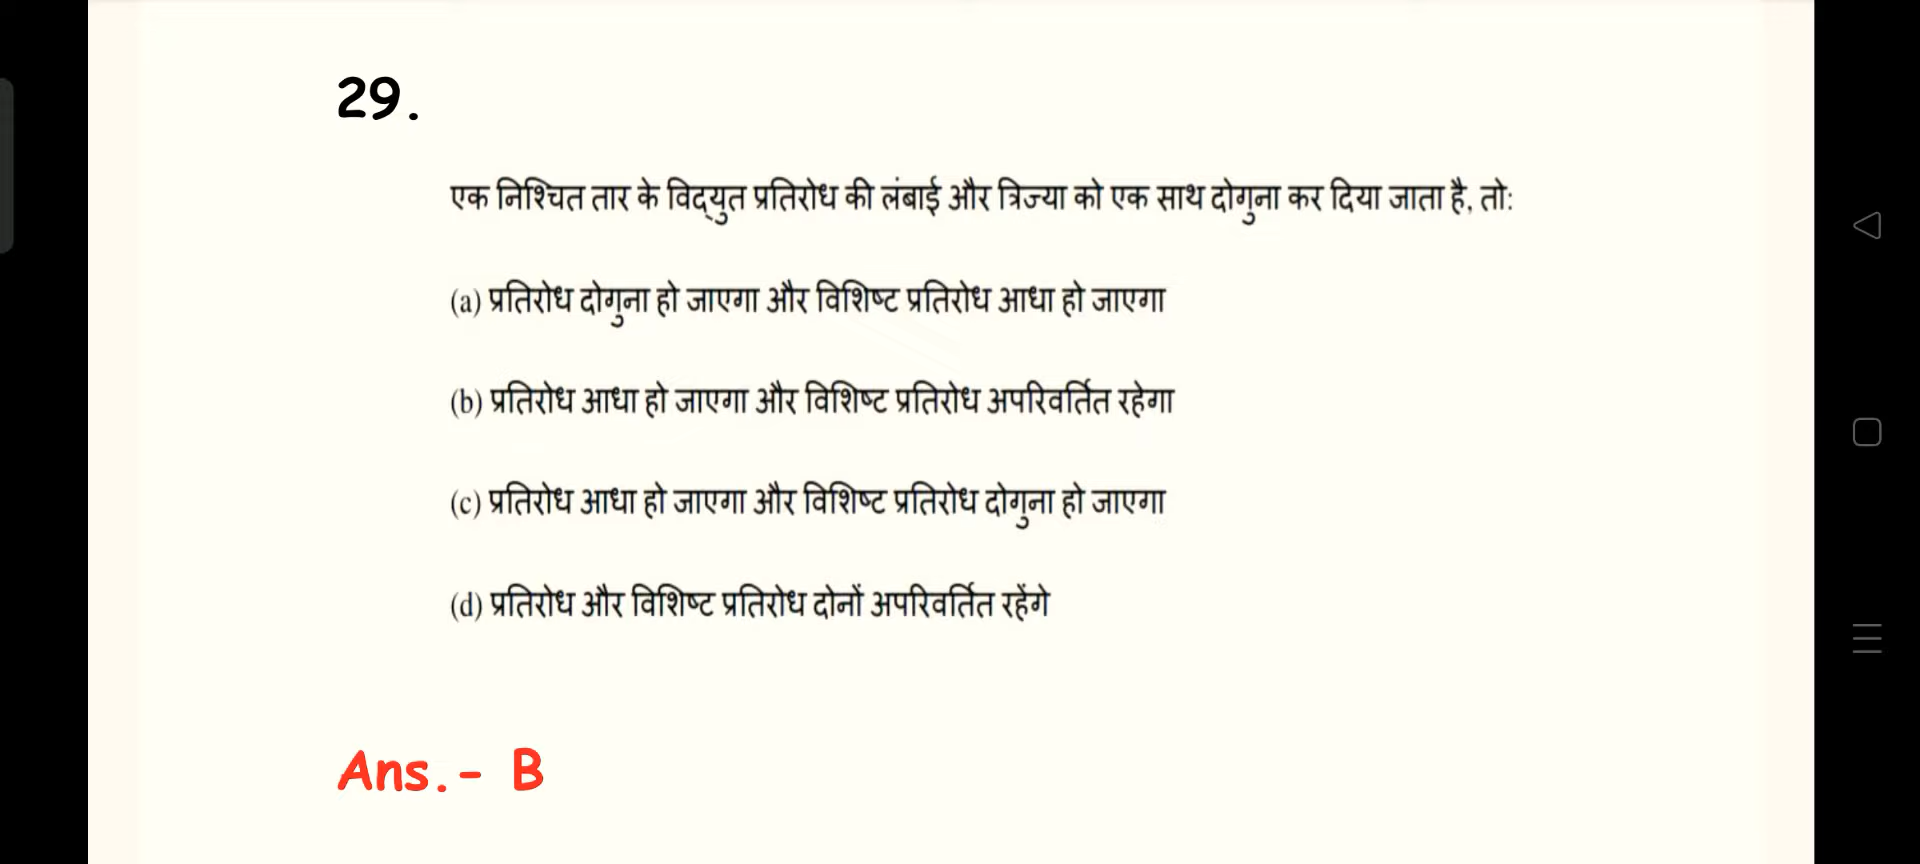 29.
एक निश्चित तार के विद्युत प्रतिरोध की लंबाई और त्रिज्या को एक साथ दोगुना कर दिया जाता है, तो:
(a) प्रतिरोध दोगुना हो जाएगा और विशिष्ट प्रतिरोध आधा हो जाएगा
(b) प्रतिरोध आधा हो जाएगा और विशिष्ट प्रतिरोध अपरिवर्तित रहेगा
(c) प्रतिरोध आधा हो जाएगा और विशिष्ट प्रतिरोध दोगुना हो जाएगा
(d) प्रतिरोध और विशिष्ट प्रतिरोध दोनों अपरिवर्तित रहेंगे
Ans.- B